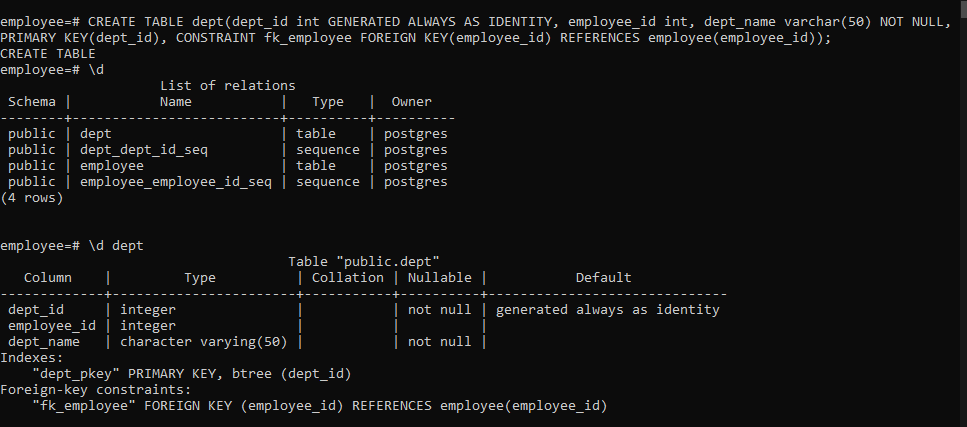 employee=# CREATE TABLE dept(dept_id int GENERATED ALWAYS AS IDENTITY, employee_id int, dept_name varchar(50) NOT NULL,
PRIMARY KEY(dept_id), CONSTRAINT fk_employee FOREIGN KEY(employee_id) REFERENCES employee(employee_id));
CREATE TABLE
employee=# \d
                    List of relations
 Schema |           Name           |   Type   |  Owner
--------+--------------------------+----------+----------
 public | dept                     | table    | postgres
 public | dept_dept_id_seq         | sequence | postgres
 public | employee                 | table    | postgres
 public | employee_employee_id_seq | sequence | postgres
(4 rows)


employee=# \d dept
                                    Table "public.dept"
   Column    |         Type          | Collation | Nullable |           Default
-------------+-----------------------+-----------+----------+------------------------------
 dept_id     | integer               |           | not null | generated always as identity
 employee_id | integer               |           |          |
 dept_name   | character varying(50) |           | not null |
Indexes:
    "dept_pkey" PRIMARY KEY, btree (dept_id)
Foreign-key constraints:
    "fk_employee" FOREIGN KEY (employee_id) REFERENCES employee(employee_id)